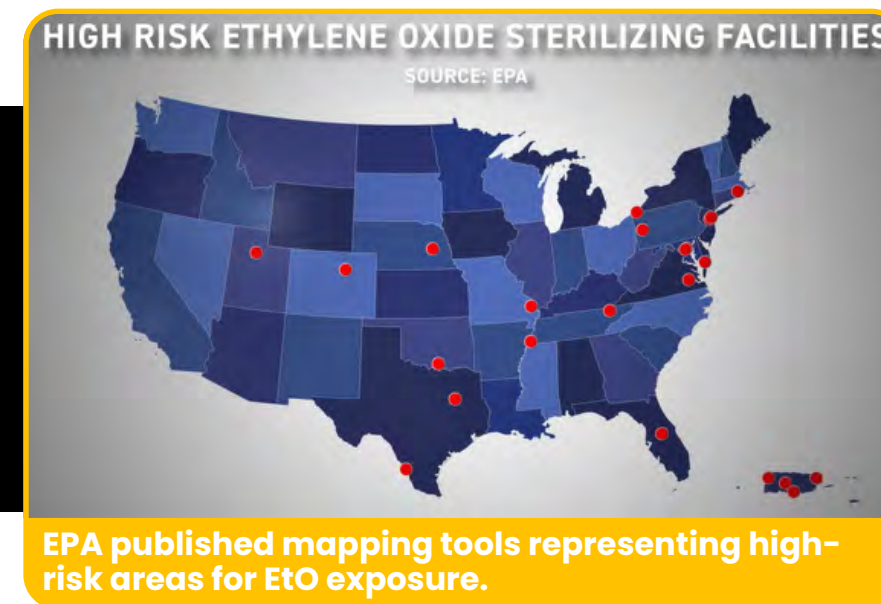 HIGH RISK ETHYLENE OXIDE STERILIZING FACILITIES
SOURCE: EPA
EPA published mapping tools representing high-
risk areas for EtO exposure.